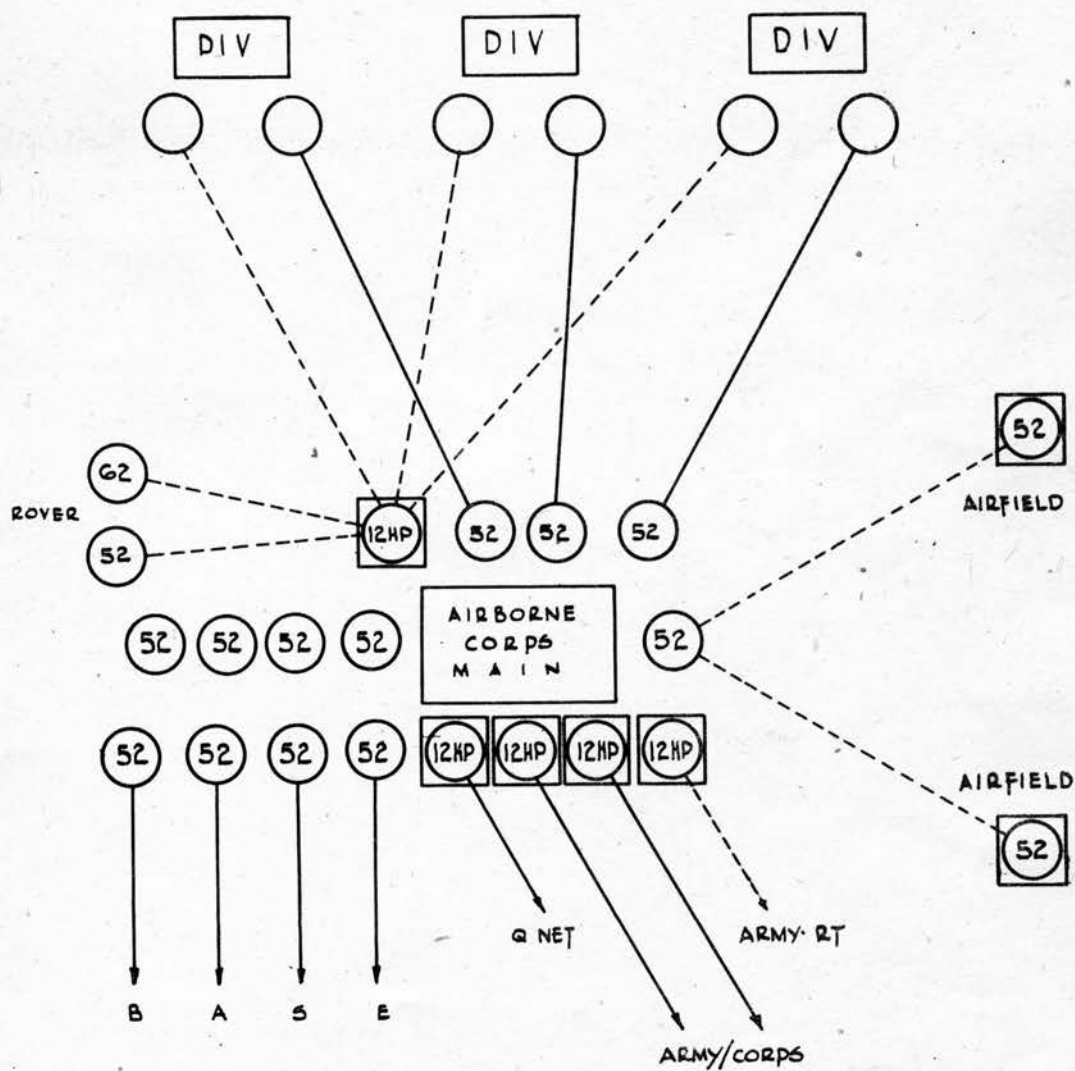 DIV DIV DIV
62
ROVER
52
12HP 52 52 52
52
AIRFIELD
52 52 52 52
AIRBORNE
CORPS
MAIN
52
52 52 52 52 12HP 12HP 12HP 12HP
AIRFIELD
52
Q NET
ARMY. RT
B A S E
ARMY/CORPS